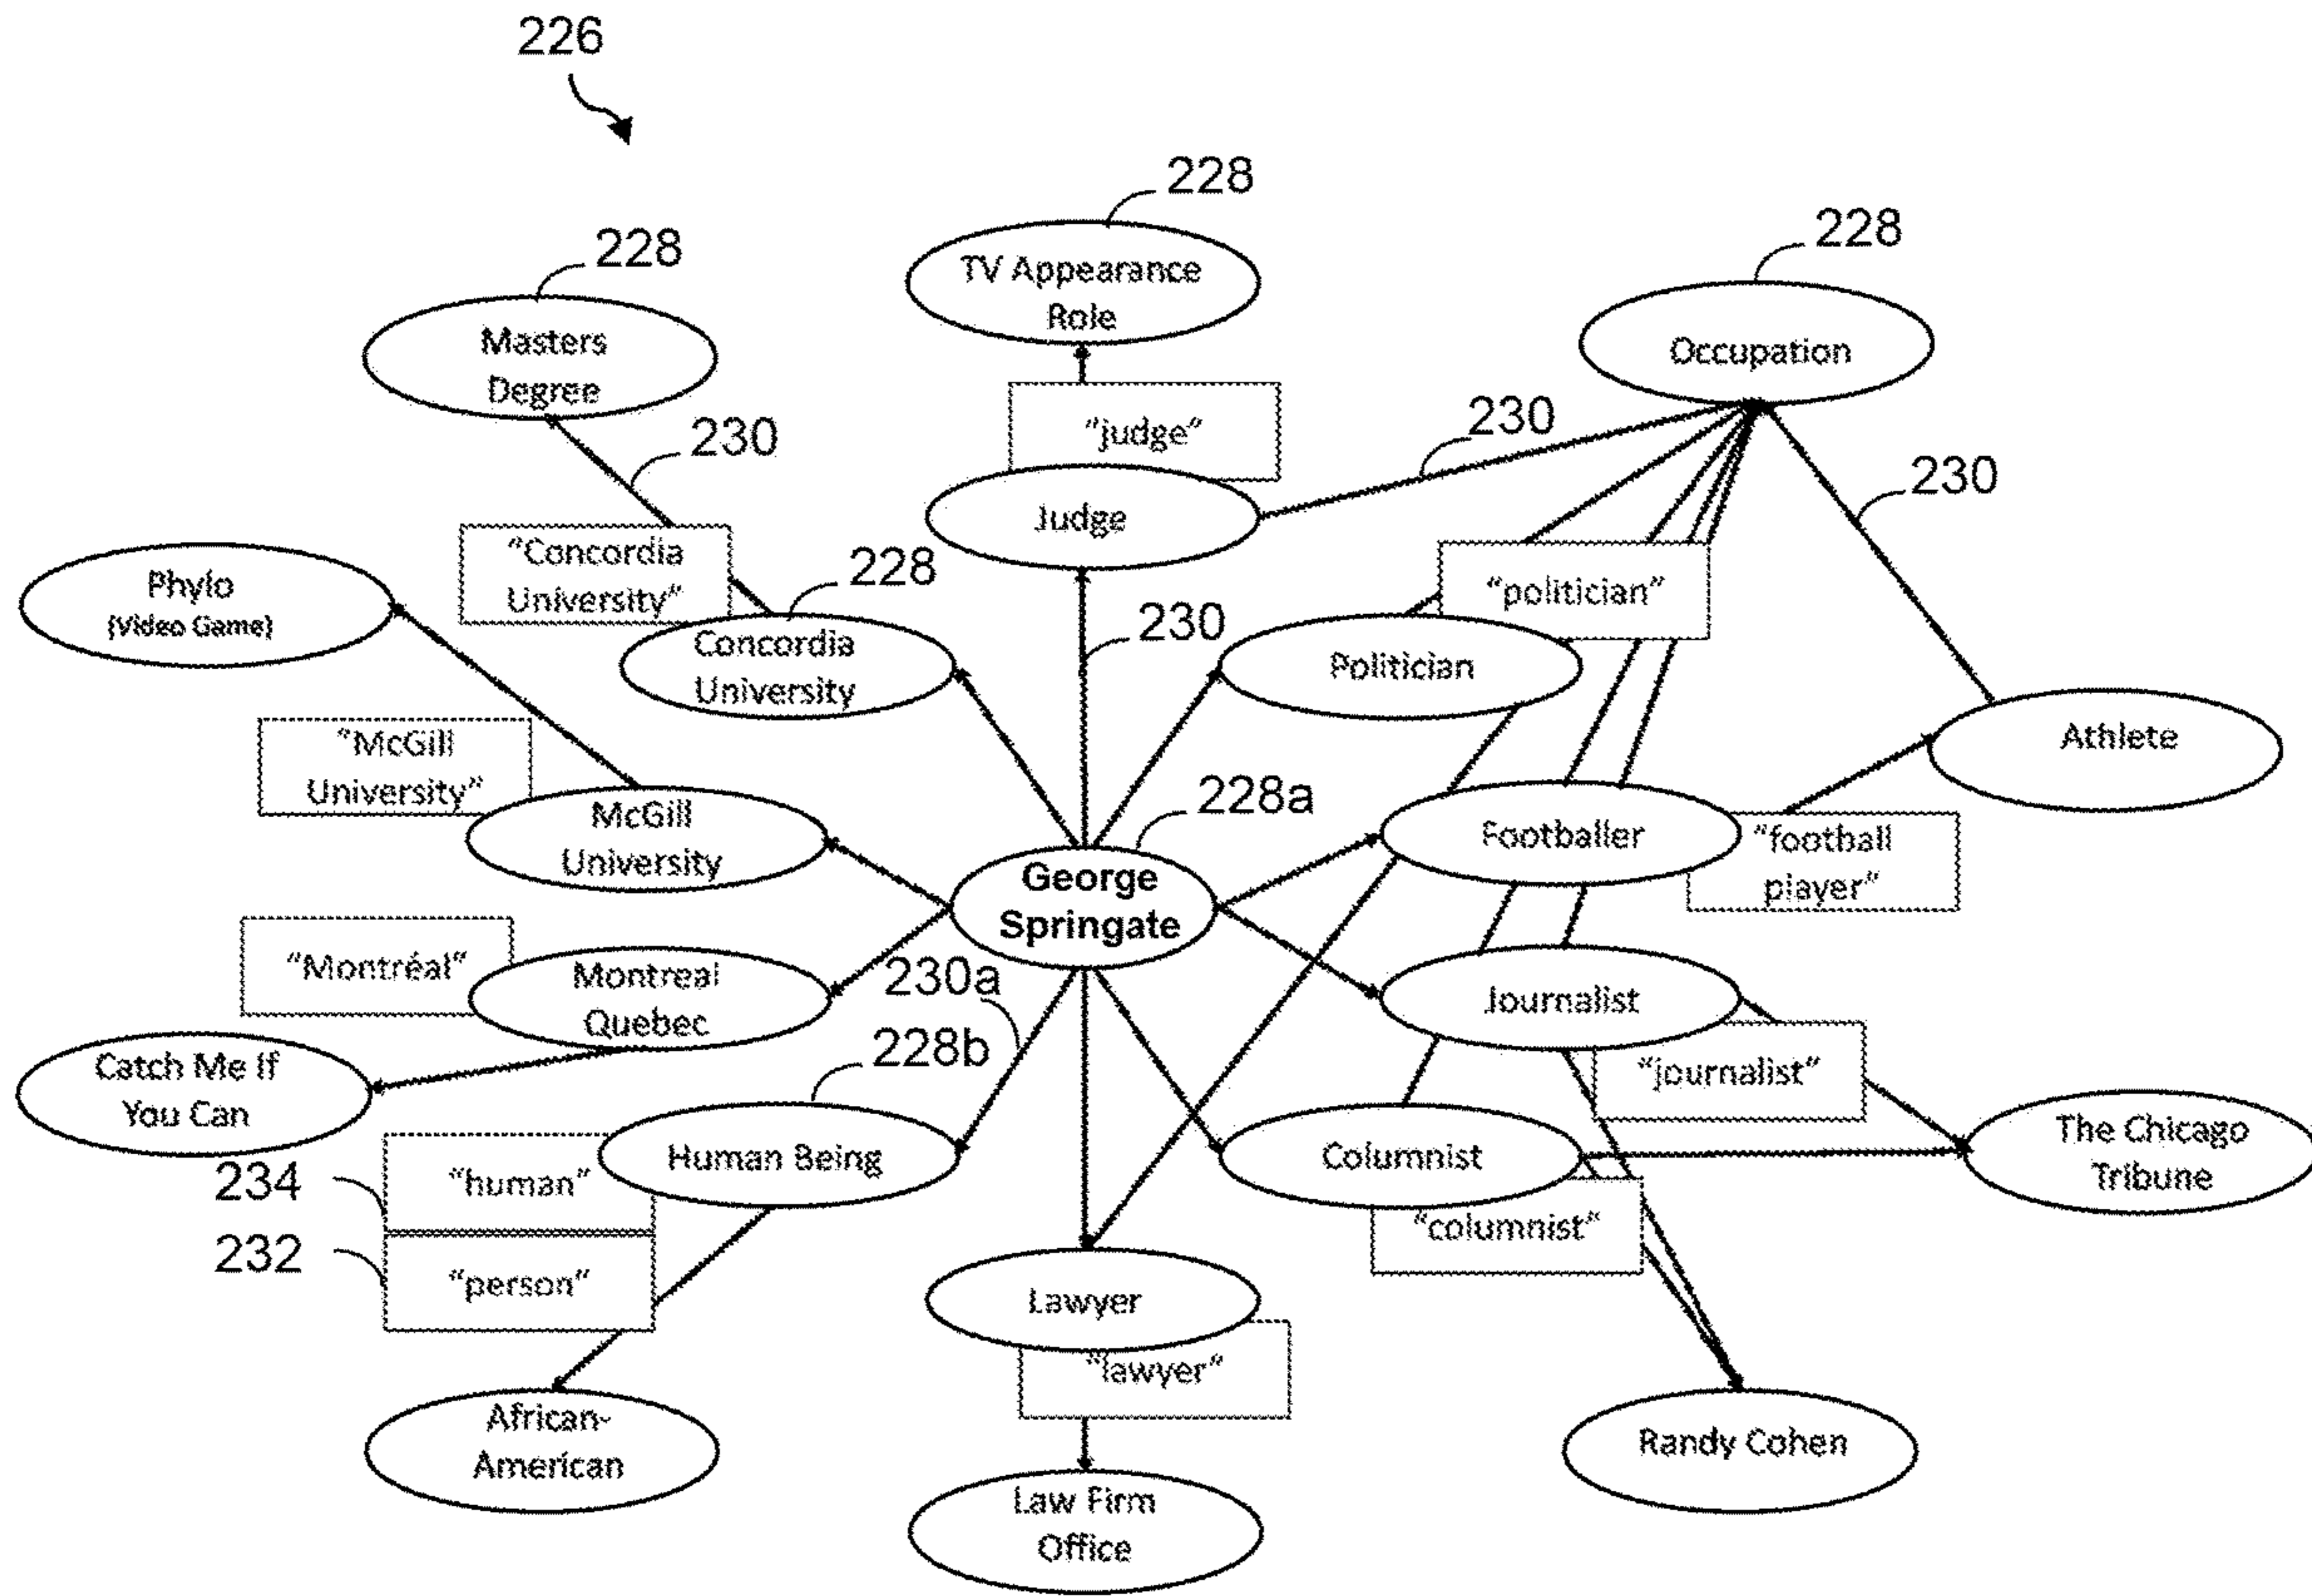 226
228
228
228
TV Appearance
Role
Masters
Degree
Occupation
230
230
230
"judge"
Judge
"Concordia
University"
Phylo
(Video Game)
228
Concordia
University
230
"politician"
Politician
"McGill
University"
McGill
University
Athlete
228a
Footballer
"football
player"
George
Springate
"Montréal"
Montreal
Quebec
230a
Journalist
228b
Catch Me If
You Can
"journalist"
Human Being
"human"
234
Columnist
The Chicago
Tribune
232
"person"
"columnist"
Lawyer
"lawyer"
African-
American
Randy Cohen
Law Firm
Office